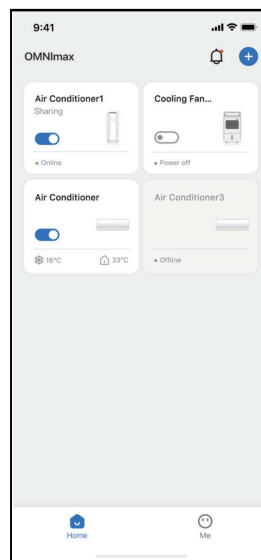 9:41
OMNImax
Air Conditioner1
Sharing
Online
Cooling Fan...
Power off
Air Conditioner
16°C 33°C
Air Conditioner3
Offline
Home
Me